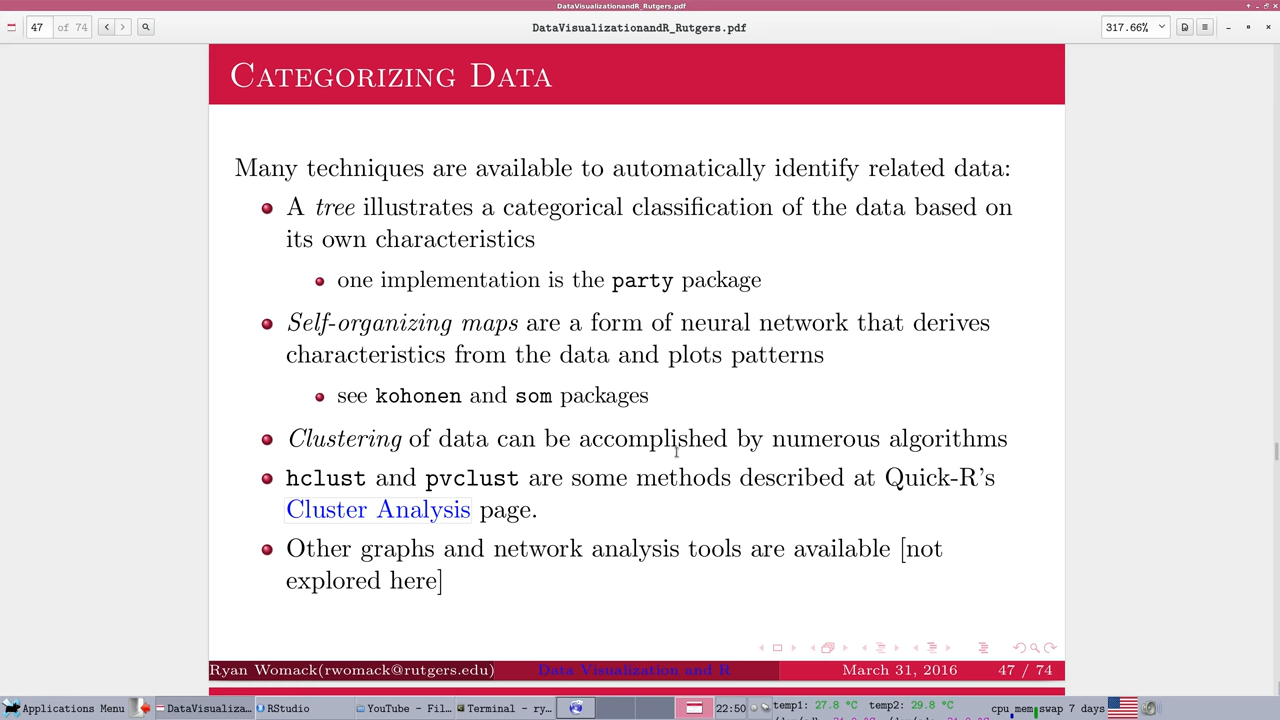 DataVisualizationandR_Rutgers.pdf
47 of 74
DataVisualizationandR_Rutgers.pdf
317.66%
Categorizing Data
Many techniques are available to automatically identify related data:
A tree illustrates a categorical classification of the data based on
its own characteristics
one implementation is the party package
Self-organizing maps are a form of neural network that derives
characteristics from the data and plots patterns
see kohonen and som packages
Clustering of data can be accomplished by numerous algorithms
hclust and pvclust are some methods described at Quick-R's
Cluster Analysis page.
Other graphs and network analysis tools are available [not
explored here]
Ryan Womack(rwomack@rutgers.edu) Data Visualization and R March 31, 2016 47 / 74
Applications Menu DataVisualiza... RStudio YouTube - Fil... Terminal - ry... 22:50 temp1: 27.8 °C temp2: 29.8 °C cpu mem swap 7 days